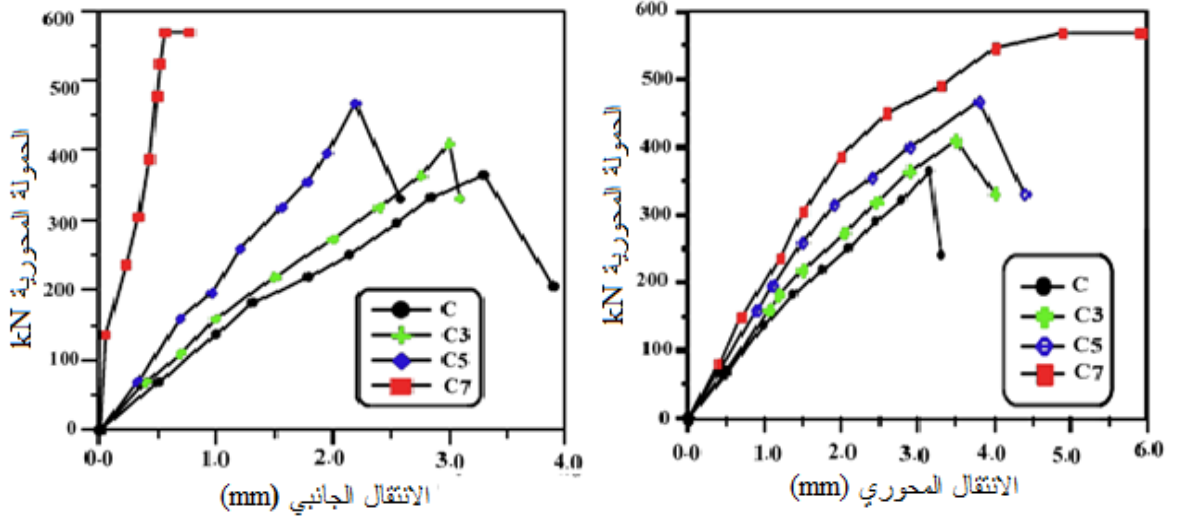 600
500
400
300
200
100
0
الحمولة المحورية kN
0.0 1.0 2.0 3.0 4.0
الانتقال الجانبي (mm)
C
C3
C5
C7
600
500
400
300
200
100
0
الحمولة المحورية kN
0.0 1.0 2.0 3.0 4.0 5.0 6.0
الانتقال المحوري (mm)
C
C3
C5
C7